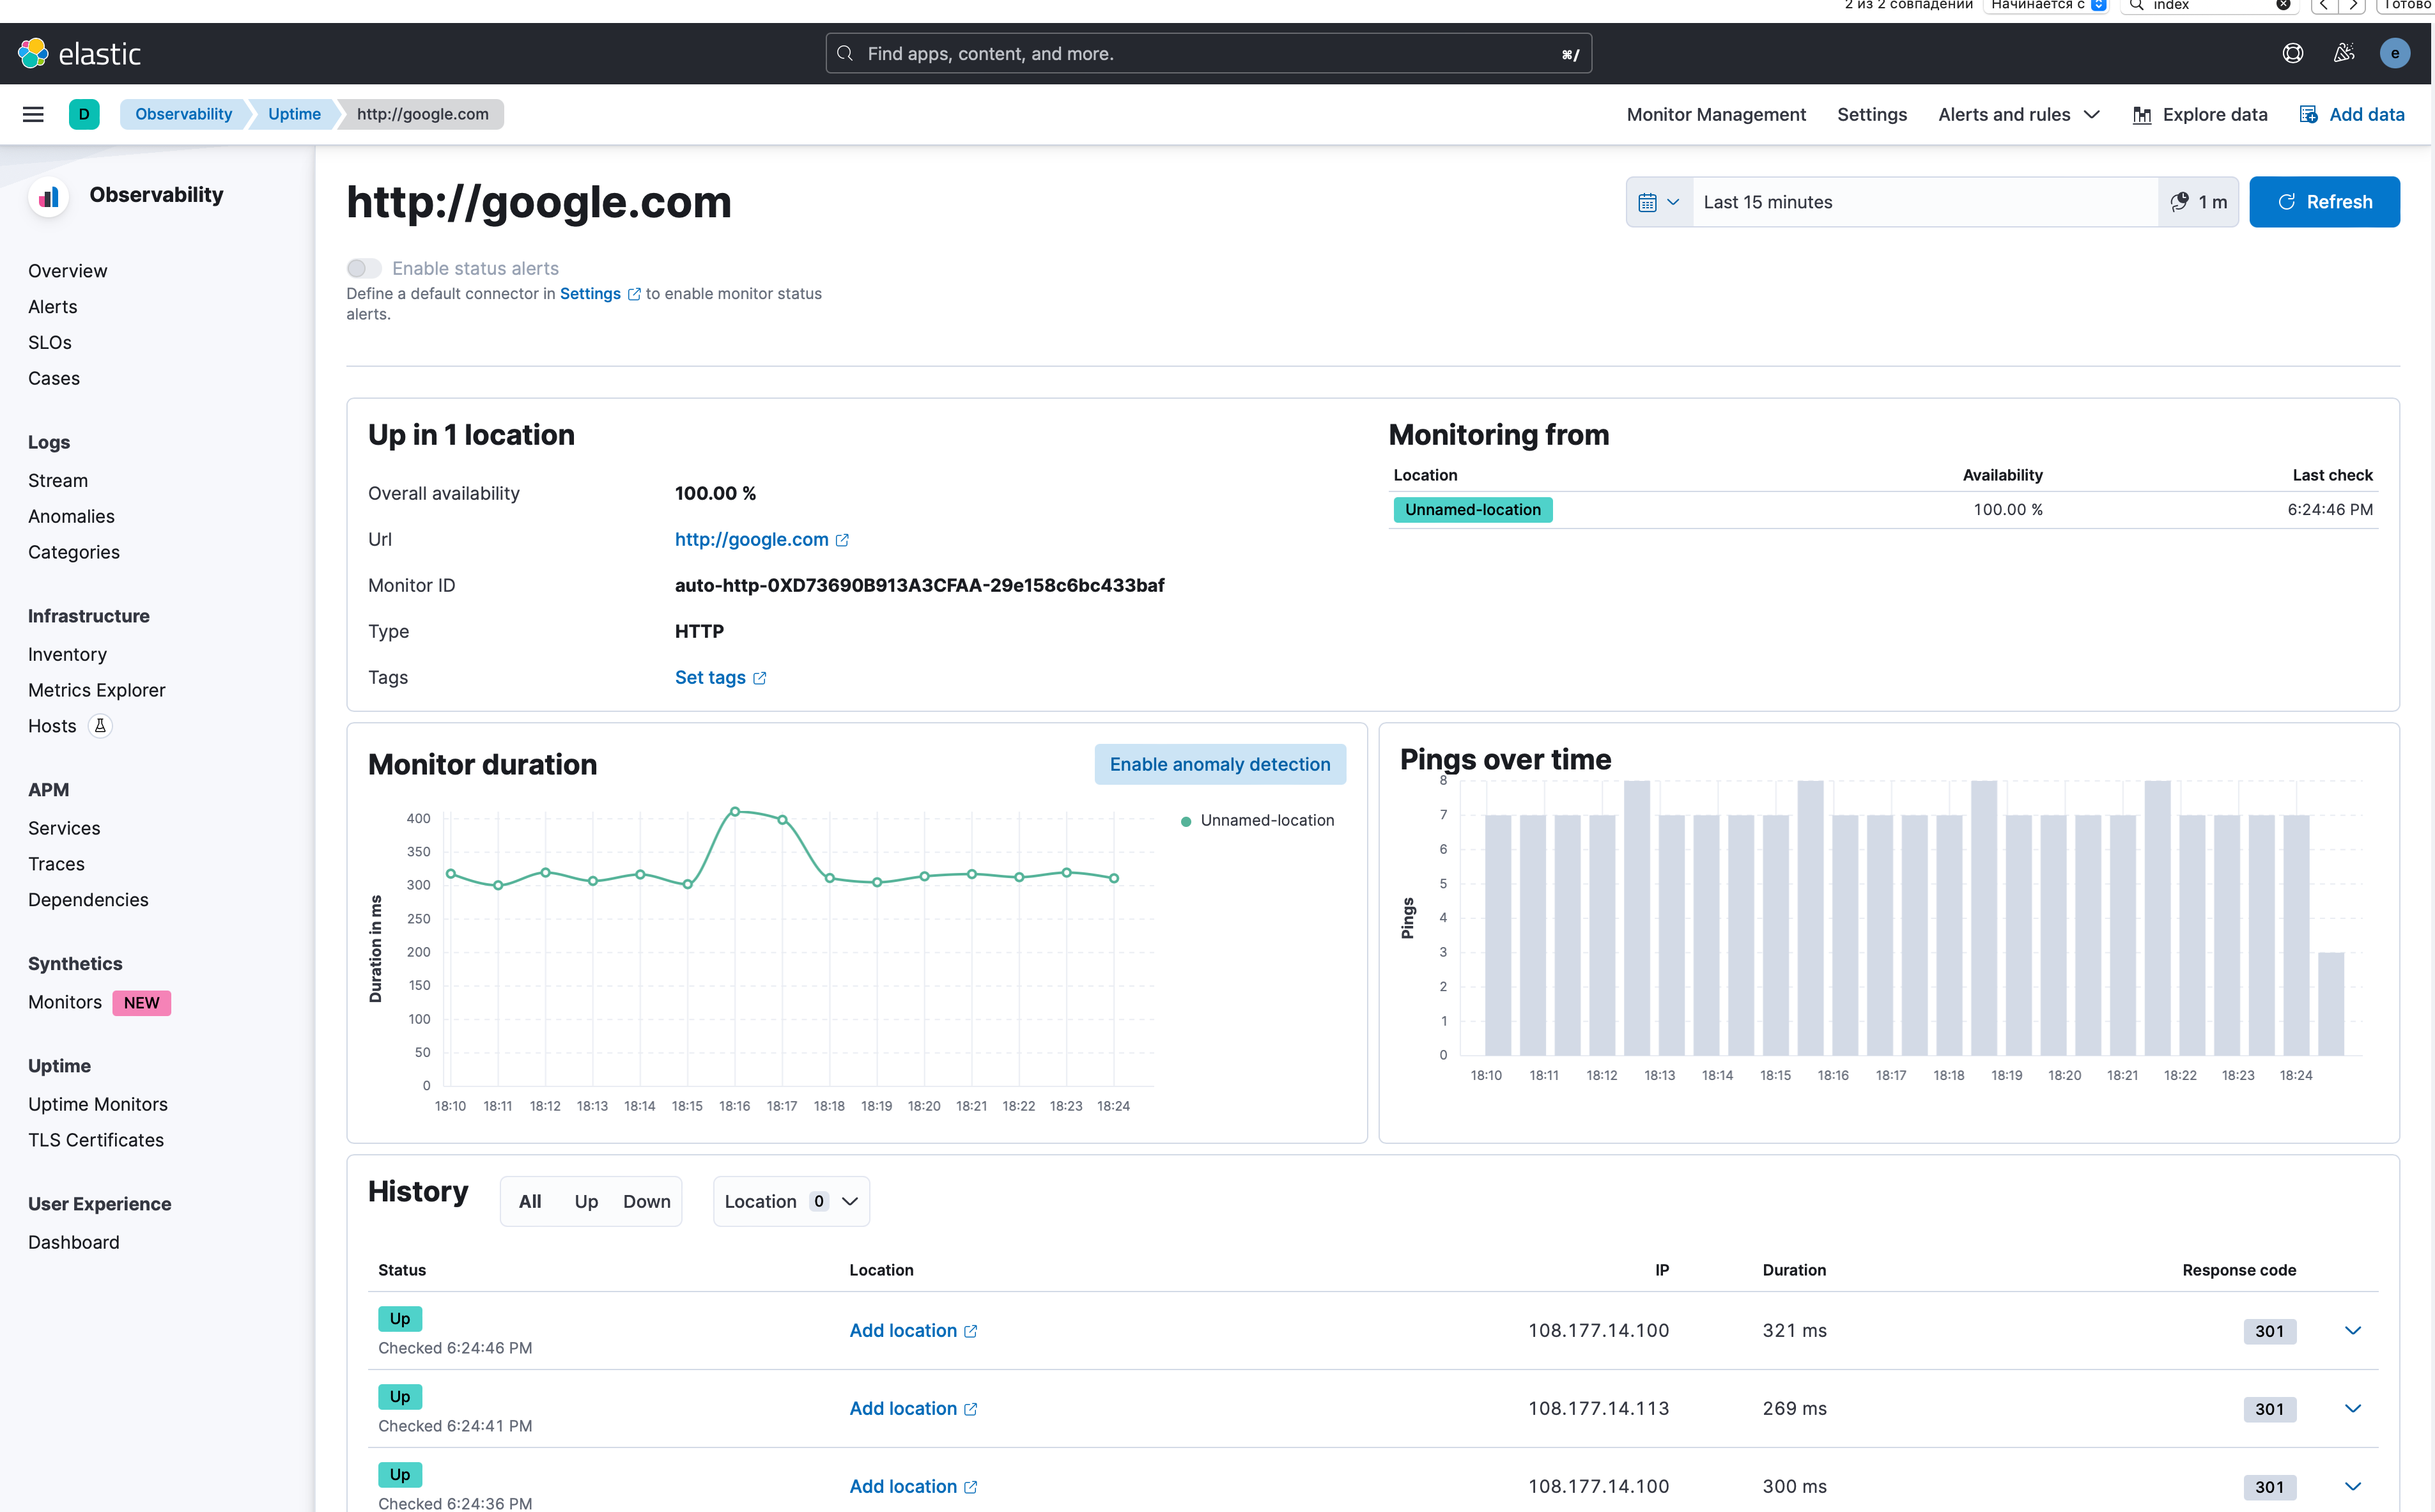 2 из 2 совпадений Начинается с index Готово
elastic Find apps, content, and more. ⌘/ e
D Observability Uptime http://google.com Monitor Management Settings Alerts and rules Explore data Add data
Observability
Overview
Alerts
SLOs
Cases
Logs
Stream
Anomalies
Categories
Infrastructure
Inventory
Metrics Explorer
Hosts
APM
Services
Traces
Dependencies
Synthetics
Monitors NEW
Uptime
Uptime Monitors
TLS Certificates
User Experience
Dashboard
http://google.com
Last 15 minutes 1 m Refresh
Enable status alerts
Define a default connector in Settings to enable monitor status
alerts.
Up in 1 location
Overall availability 100.00 %
Url http://google.com
Monitor ID auto-http-0XD73690B913A3CFAA-29e158c6bc433baf
Type HTTP
Tags Set tags
Monitoring from
Location Availability Last check
Unnamed-location 100.00 % 6:24:46 PM
Monitor duration Enable anomaly detection
Unnamed-location
Duration in ms
400
350
300
250
200
150
100
50
0
18:10 18:11 18:12 18:13 18:14 18:15 18:16 18:17 18:18 18:19 18:20 18:21 18:22 18:23 18:24
Pings over time
Pings
8
7
6
5
4
3
2
1
0
18:10 18:11 18:12 18:13 18:14 18:15 18:16 18:17 18:18 18:19 18:20 18:21 18:22 18:23 18:24
History All Up Down Location 0
Status Location IP Duration Response code
Up
Checked 6:24:46 PM Add location 108.177.14.100 321 ms 301
Up
Checked 6:24:41 PM Add location 108.177.14.113 269 ms 301
Up
Checked 6:24:36 PM Add location 108.177.14.100 300 ms 301